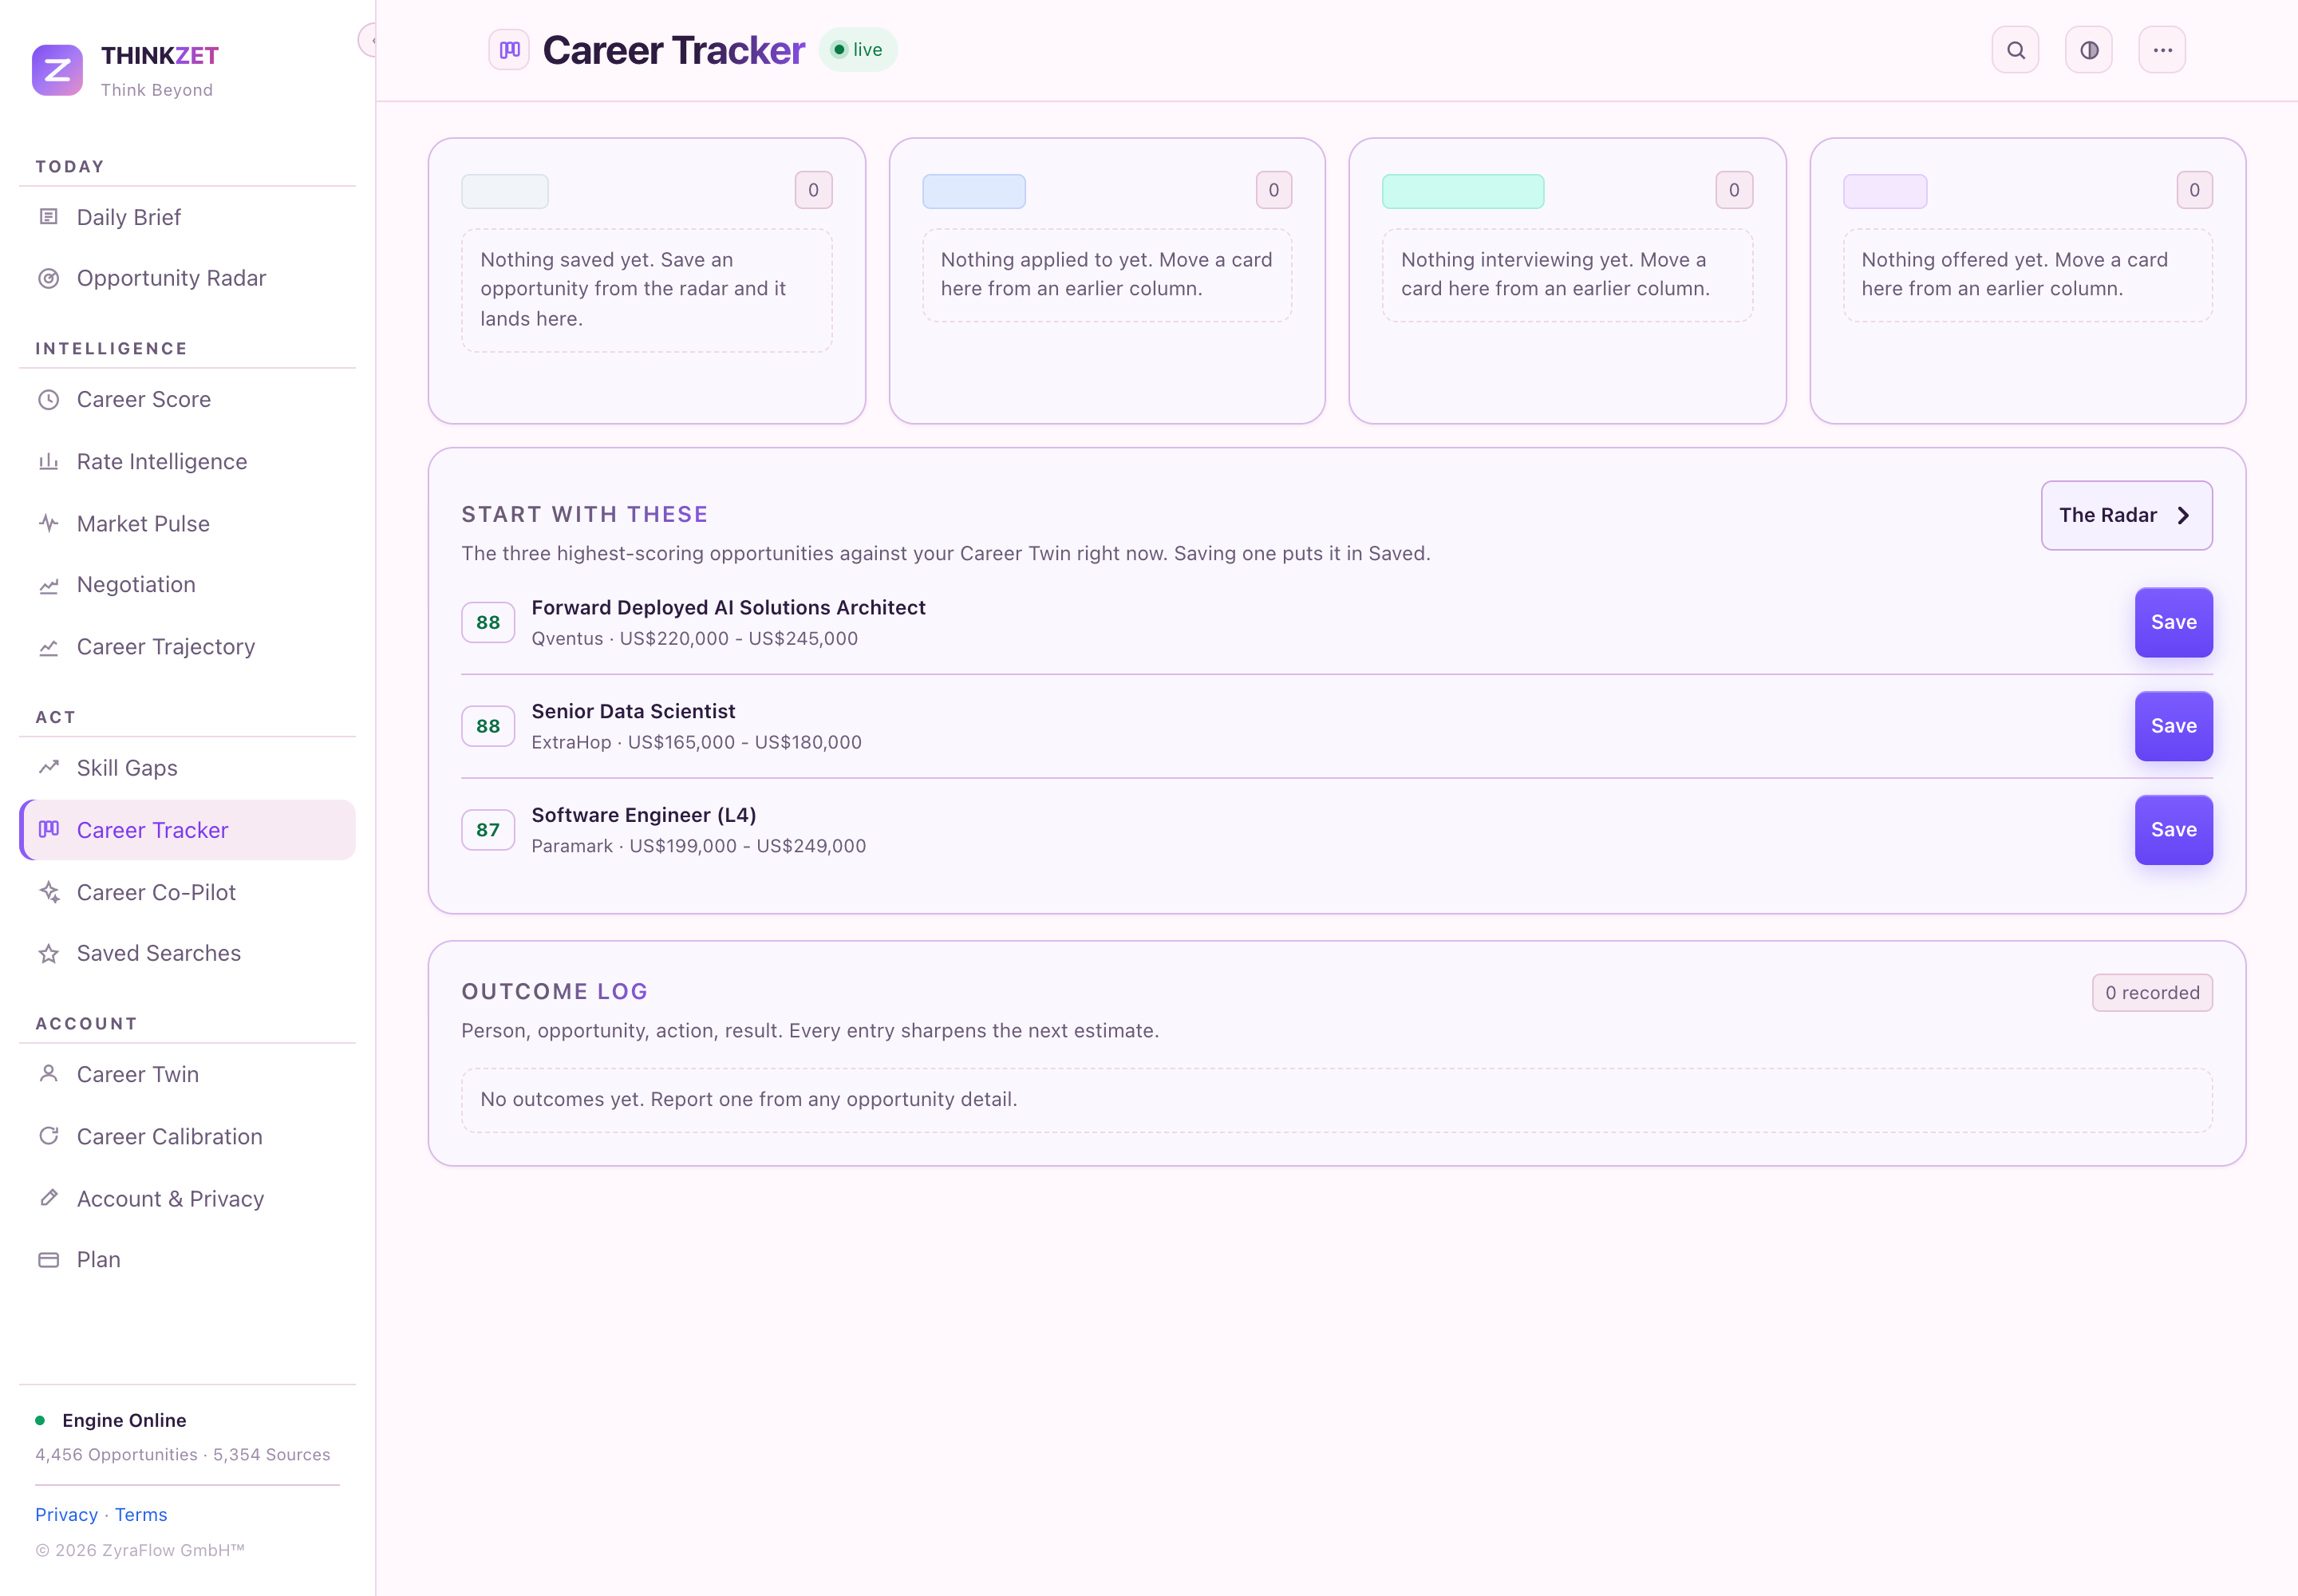 THINKZET
Think Beyond
TODAY
Daily Brief
Opportunity Radar
INTELLIGENCE
Career Score
Rate Intelligence
Market Pulse
Negotiation
Career Trajectory
ACT
Skill Gaps
Career Tracker
Career Co-Pilot
Saved Searches
ACCOUNT
Career Twin
Career Calibration
Account & Privacy
Plan
Engine Online
4,456 Opportunities · 5,354 Sources
Privacy · Terms
© 2026 ZyraFlow GmbH™
Career Tracker
live
0
Nothing saved yet. Save an
opportunity from the radar and it
lands here.
0
Nothing applied to yet. Move a card
here from an earlier column.
0
Nothing interviewing yet. Move a
card here from an earlier column.
0
Nothing offered yet. Move a card
here from an earlier column.
START WITH THESE
The Radar
The three highest-scoring opportunities against your Career Twin right now. Saving one puts it in Saved.
88
Forward Deployed AI Solutions Architect
Qventus · US$220,000 - US$245,000
Save
88
Senior Data Scientist
ExtraHop · US$165,000 - US$180,000
Save
87
Software Engineer (L4)
Paramark · US$199,000 - US$249,000
Save
OUTCOME LOG
0 recorded
Person, opportunity, action, result. Every entry sharpens the next estimate.
No outcomes yet. Report one from any opportunity detail.